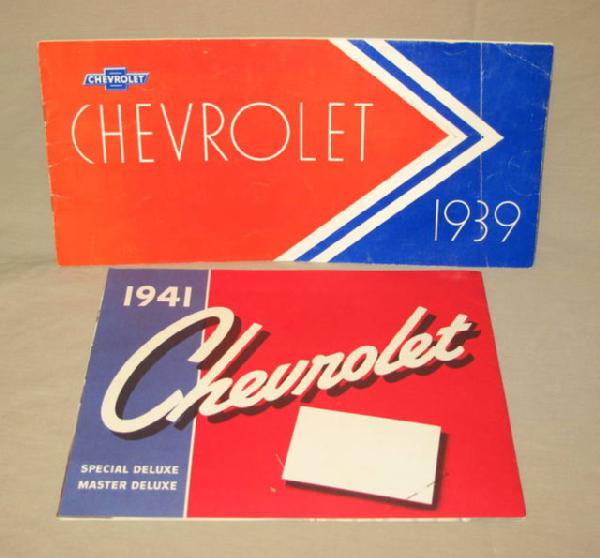 CHEVROLET
CHEVROLET
1939
1941
Chevrolet
SPECIAL DELUXE
MASTER DELUXE